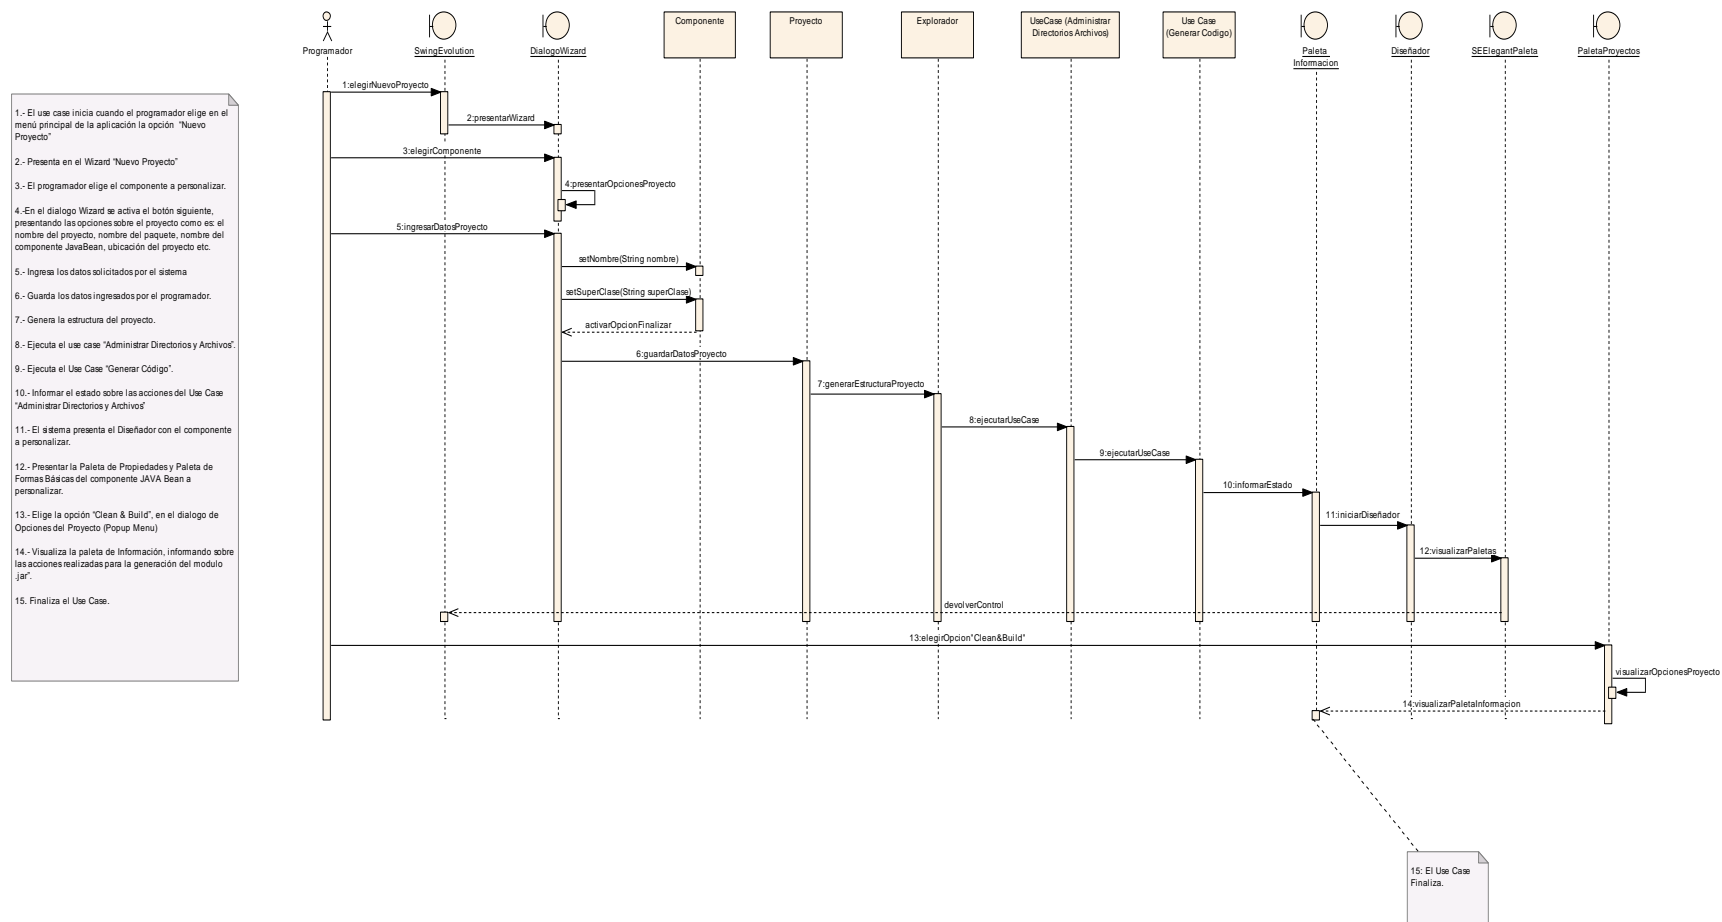 Programador
SwingEvolution
DialogoWizard
Componente
Proyecto
Explorador
UseCase (Administrar
Directorios Archivos)
Use Case
(Generar Codigo)
Paleta
Informacion
Diseñador
SEElegantPaleta
PaletaProyectos
1.- El use case inicia cuando el programador elige en el
menú principal de la aplicación la opción “Nuevo
Proyecto”
2.- Presenta en el Wizard “Nuevo Proyecto”
3.- El programador elige el componente a personalizar.
4.-En el dialogo Wizard se activa el botón siguiente,
presentando las opciones sobre el proyecto como es: el
nombre del proyecto, nombre del paquete, nombre del
componente JavaBean, ubicación del proyecto etc.
5.- Ingresa los datos solicitados por el sistema
6.- Guarda los datos ingresados por el programador.
7.- Genera la estructura del proyecto.
8.- Ejecuta el use case “Administrar Directorios y Archivos”.
9.- Ejecuta el Use Case “Generar Código”.
10.- Informar el estado sobre las acciones del Use Case
“Administrar Directorios y Archivos”
11.- El sistema presenta el Diseñador con el componente
a personalizar.
12.- Presentar la Paleta de Propiedades y Paleta de
Formas Básicas del componente JAVA Bean a
personalizar.
13.- Elige la opción “Clean & Build”, en el dialogo de
Opciones del Proyecto (Popup Menu)
14.- Visualiza la paleta de Información, informando sobre
las acciones realizadas para la generación del modulo
.jar”.
15. Finaliza el Use Case.
1:elegirNuevoProyecto
2:presentarWizard
3:elegirComponente
4:presentarOpcionesProyecto
5:ingresarDatosProyecto
setNombre(String nombre)
setSuperClase(String superClase)
activarOpcionFinalizar
6:guardarDatosProyecto
7:generarEstructuraProyecto
8:ejecutarUseCase
9:ejecutarUseCase
10:informarEstado
11:iniciarDiseñador
12:visualizarPaletas
devolverControl
13:elegirOpcion"Clean&Build"
visualizarOpcionesProyecto
14:visualizarPaletaInformacion
15: El Use Case
Finaliza.